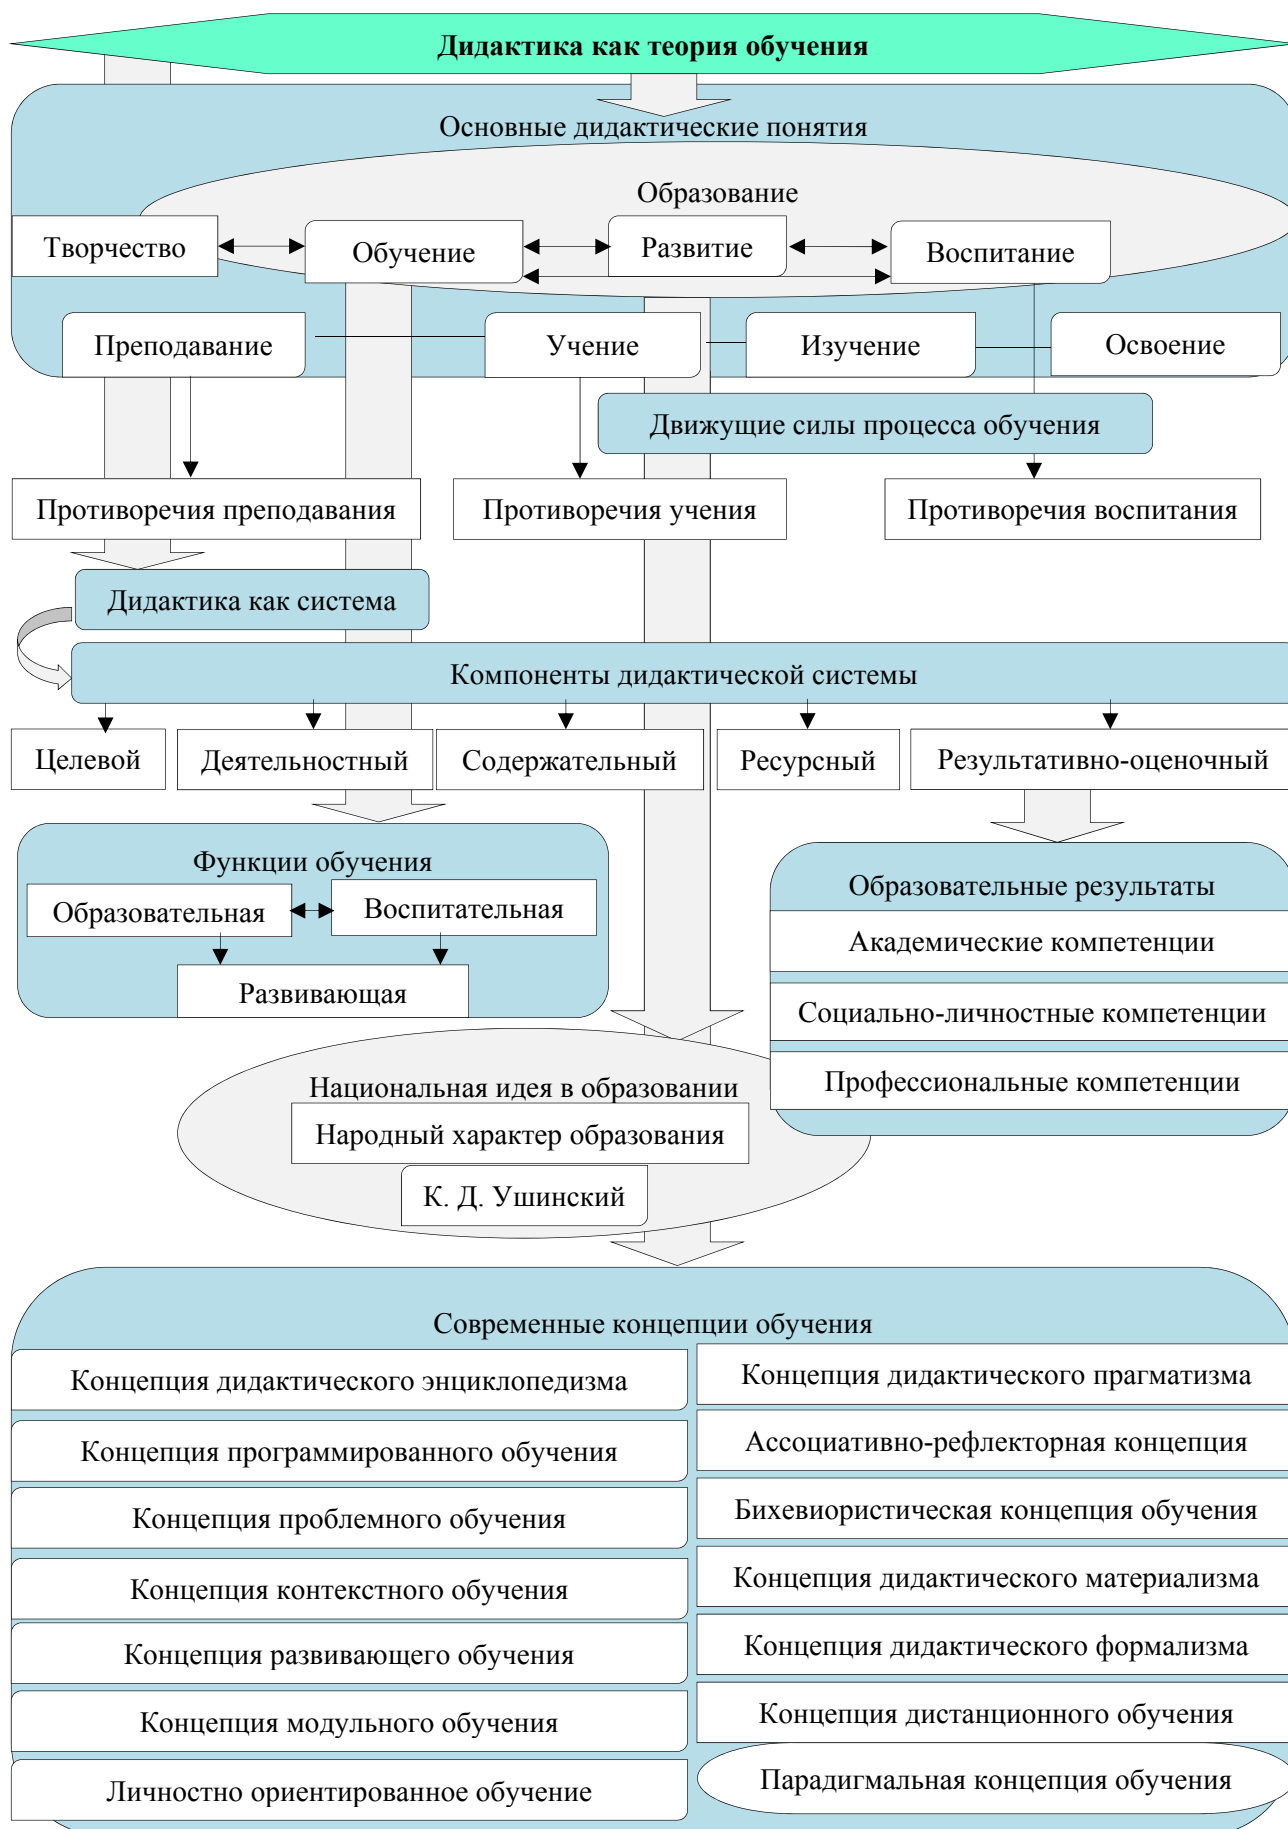 Дидактика как теория обучения
Основные дидактические понятия
Образование
Творчество
Обучение
Развитие
Воспитание
Преподавание
Учение
Изучение
Освоение
Движущие силы процесса обучения
Противоречия преподавания
Противоречия учения
Противоречия воспитания
Дидактика как система
Компоненты дидактической системы
Целевой
Деятельностный
Содержательный
Ресурсный
Результативно-оценочный
Функции обучения
Образовательная
Воспитательная
Развивающая
Образовательные результаты
Академические компетенции
Социально-личностные компетенции
Профессиональные компетенции
Национальная идея в образовании
Народный характер образования
К. Д. Ушинский
Современные концепции обучения
Концепция дидактического энциклопедизма
Концепция дидактического прагматизма
Концепция программированного обучения
Ассоциативно-рефлекторная концепция
Концепция проблемного обучения
Бихевиористическая концепция обучения
Концепция контекстного обучения
Концепция дидактического материализма
Концепция развивающего обучения
Концепция дидактического формализма
Концепция модульного обучения
Концепция дистанционного обучения
Личностно ориентированное обучение
Парадигмальная концепция обучения